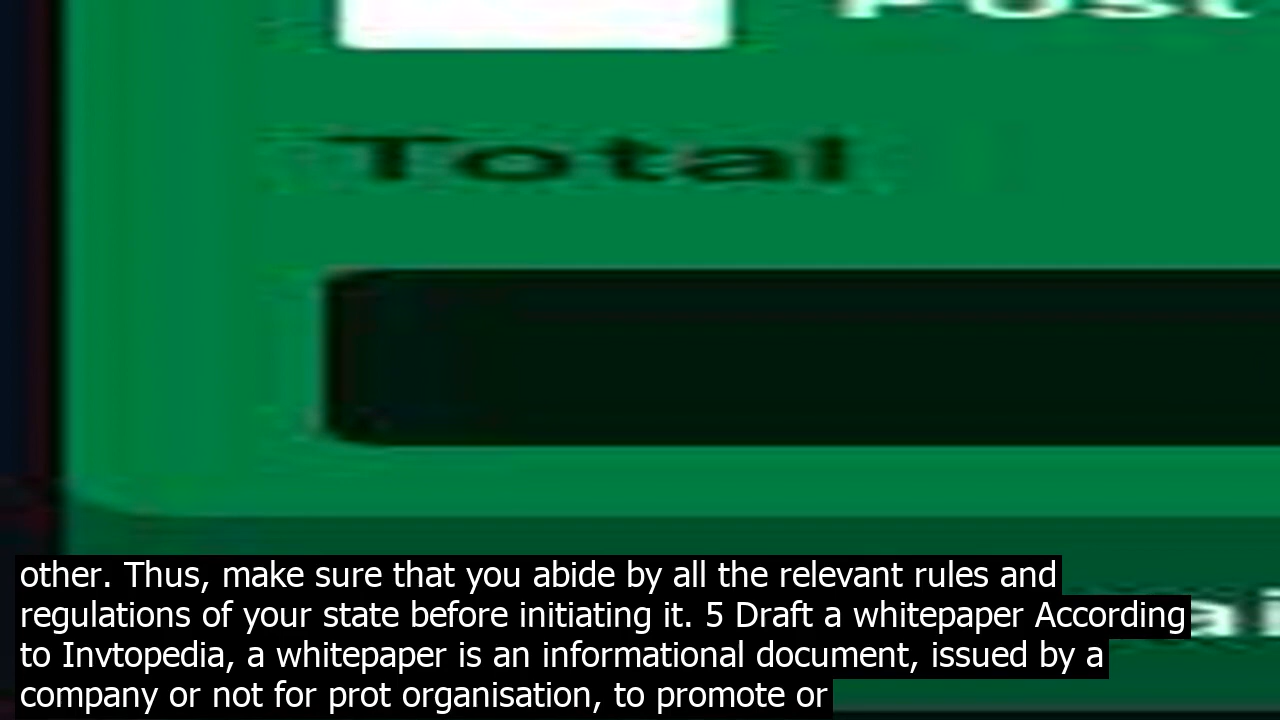 Post
Total
other. Thus, make sure that you abide by all the relevant rules and
regulations of your state before initiating it. 5 Draft a whitepaper According
to Invtopedia, a whitepaper is an informational document, issued by a
company or not for prot organisation, to promote or